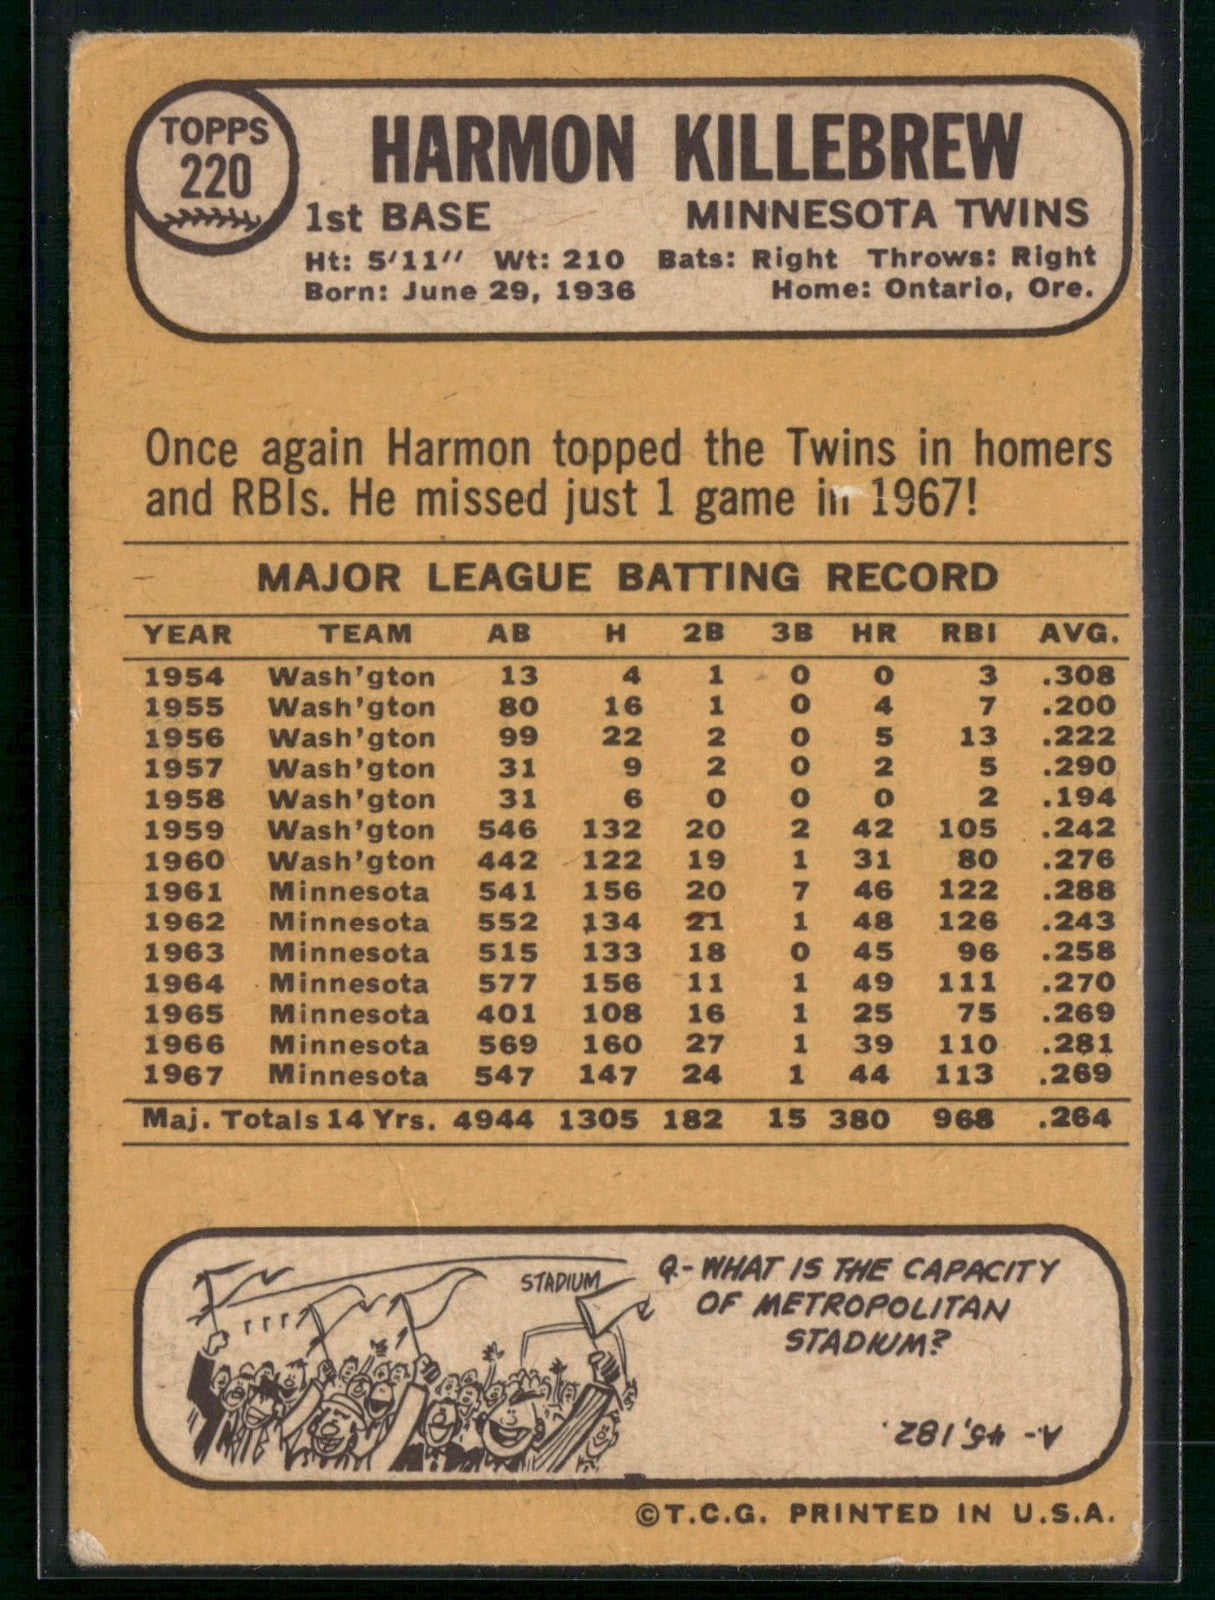 TOPPS
220
HARMON KILLEBREW
1st BASE MINNESOTA TWINS
Ht: 5'11" Wt: 210 Bats: Right Throws: Right
Born: June 29, 1936 Home: Ontario, Ore.
Once again Harmon topped the Twins in homers
and RBIs. He missed just 1 game in 1967!
MAJOR LEAGUE BATTING RECORD
YEAR TEAM AB H 2B 3B HR RBI AVG.
1954 Wash'gton 13 4 1 0 0 3 .308
1955 Wash'gton 80 16 1 0 4 7 .200
1956 Wash'gton 99 22 2 0 5 13 .222
1957 Wash'gton 31 9 2 0 2 5 .290
1958 Wash'gton 31 6 0 0 0 2 .194
1959 Wash'gton 546 132 20 2 42 105 .242
1960 Wash'gton 442 122 19 1 31 80 .276
1961 Minnesota 541 156 20 7 46 122 .288
1962 Minnesota 552 134 21 1 48 126 .243
1963 Minnesota 515 133 18 0 45 96 .258
1964 Minnesota 577 156 11 1 49 111 .270
1965 Minnesota 401 108 16 1 25 75 .269
1966 Minnesota 569 160 27 1 39 110 .281
1967 Minnesota 547 147 24 1 44 113 .269
Maj. Totals 14 Yrs. 4944 1305 182 15 380 968 .264
STADIUM
Q-WHAT IS THE CAPACITY
OF METROPOLITAN
STADIUM?
A- 45,182.
©T.C.G. PRINTED IN U.S.A.